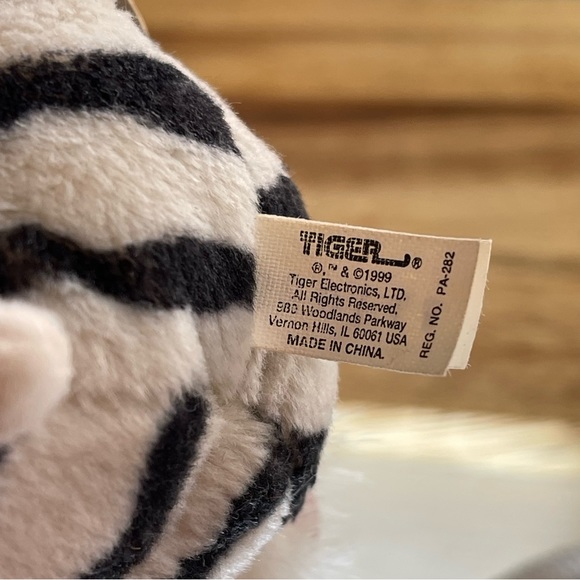 TIGER®
®,™ & ©1999
Tiger Electronics, LTD.
All Rights Reserved.
980 Woodlands Parkway
Vernon Hills, IL 60061 USA
MADE IN CHINA.
REG. NO. PA-282